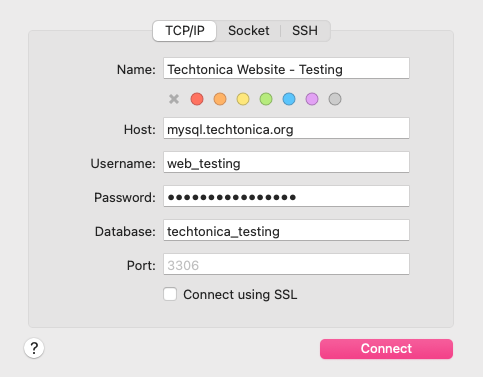 TCP/IP Socket SSH
Name: Techtonica Website - Testing
Host: mysql.techtonica.org
Username: web_testing
Password: ●●●●●●●●●●●●●●●●
Database: techtonica_testing
Port: 3306
Connect using SSL
? Connect